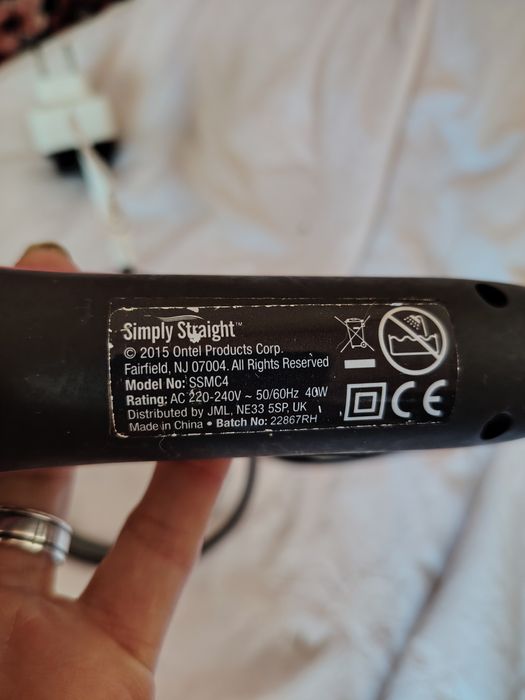 Simply Straight™
© 2015 Ontel Products Corp.
Fairfield, NJ 07004. All Rights Reserved
Model No: SSMC4
Rating: AC 220-240V ~ 50/60Hz 40W
Distributed by JML, NE33 5SP, UK
Made in China • Batch No: 22867RH
CE